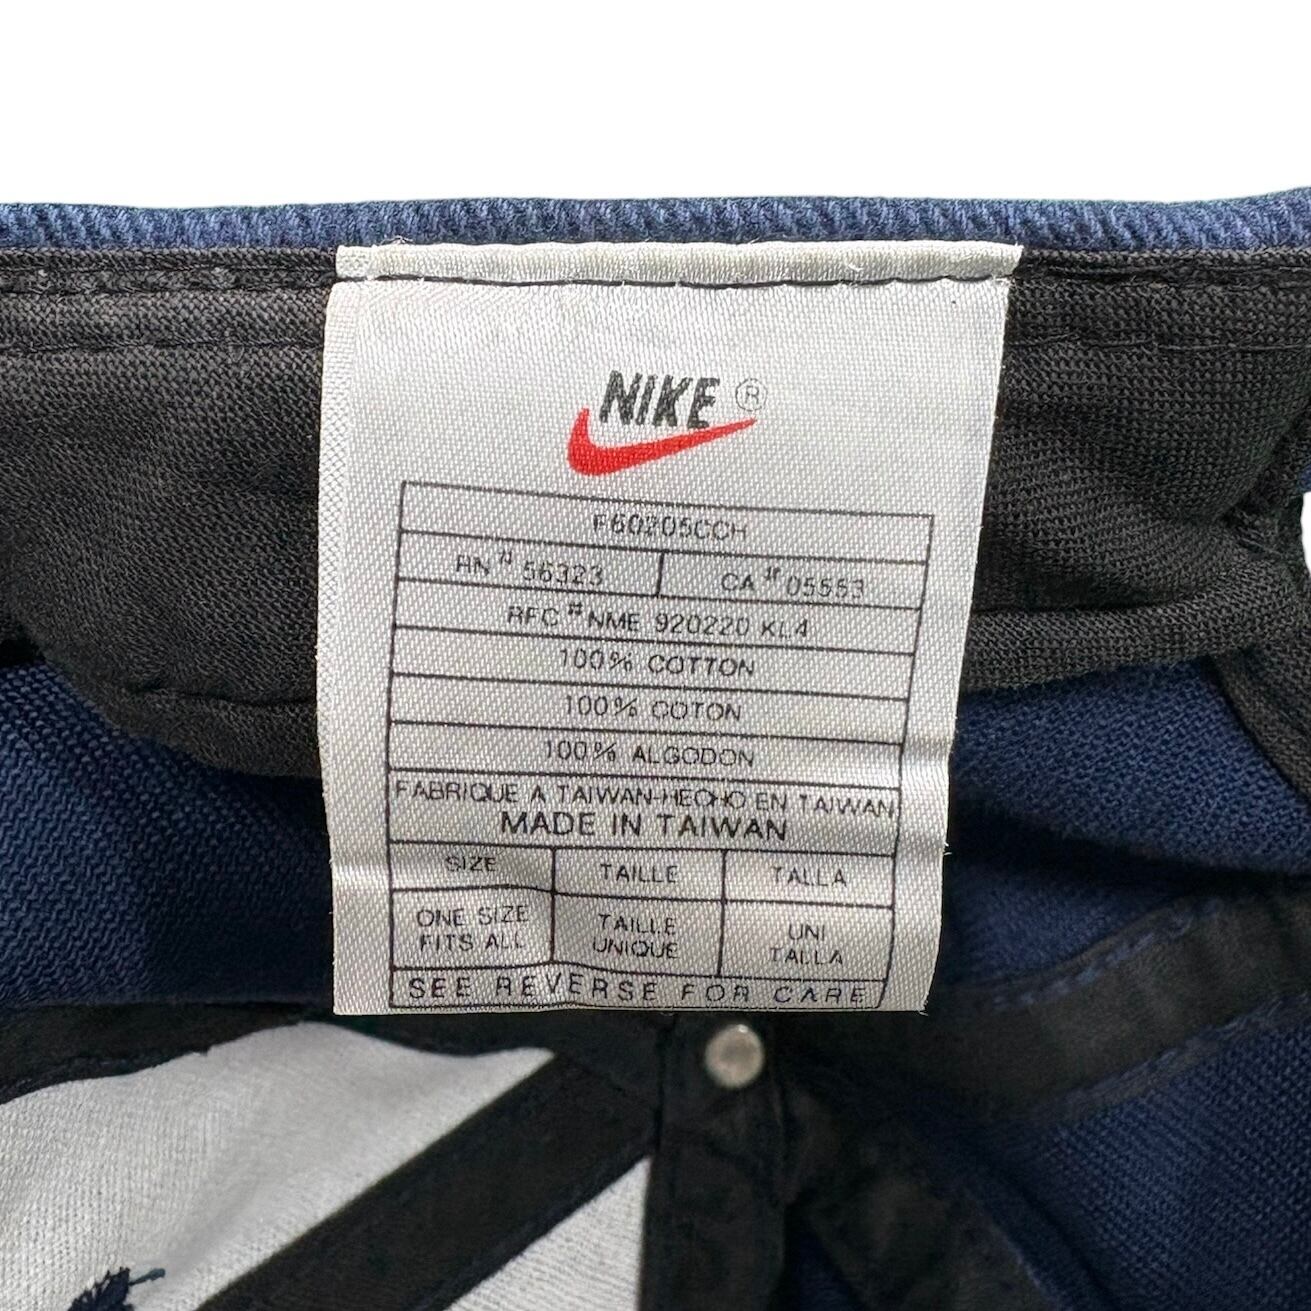 NIKE ®
F60205CCH
RN # 56323 CA # 05553
RFC # NME 920220 KL4
100% COTTON
100% COTON
100% ALGODON
FABRIQUE A TAIWAN-HECHO EN TAIWAN
MADE IN TAIWAN
SIZE TAILLE TALLA
ONE SIZE TAILLE UNI
FITS ALL UNIQUE TALLA
SEE REVERSE FOR CARE